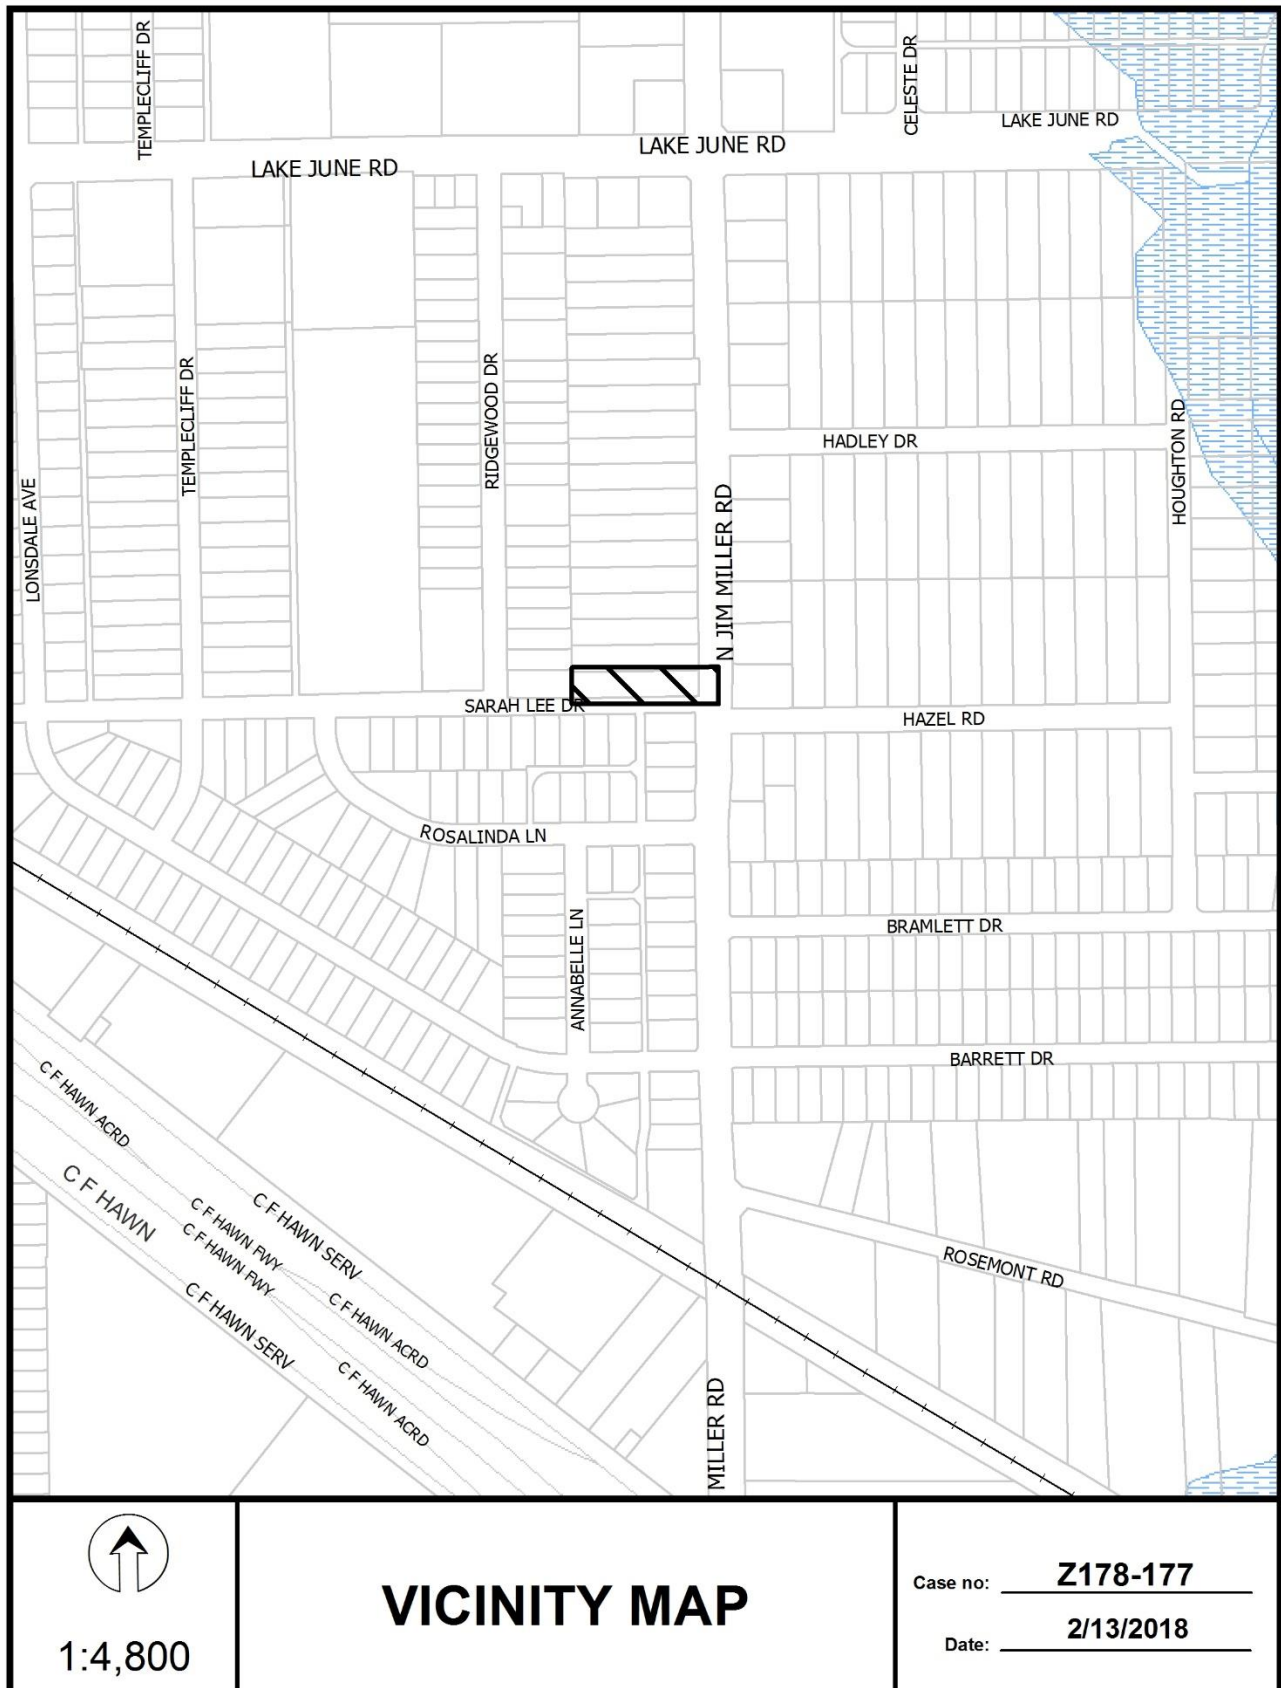 TEMPLECLIFF DR
CELESTE DR
LAKE JUNE RD
LAKE JUNE RD
LAKE JUNE RD
TEMPLECLIFF DR
RIDGEWOOD DR
HADLEY DR
HOUGHTON RD
LONSDALE AVE
N JIM MILLER RD
SARAH LEE DR
HAZEL RD
ROSALINDA LN
ANNABELLE LN
BRAMLETT DR
BARRETT DR
C F HAWN ACRD
C F HAWN
C F HAWN FWY
C F HAWN SERV
C F HAWN FWY
C F HAWN SERV
C F HAWN ACRD
C F HAWN ACRD
ROSEMONT RD
MILLER RD
1:4,800
VICINITY MAP
Case no: Z178-177
Date: 2/13/2018